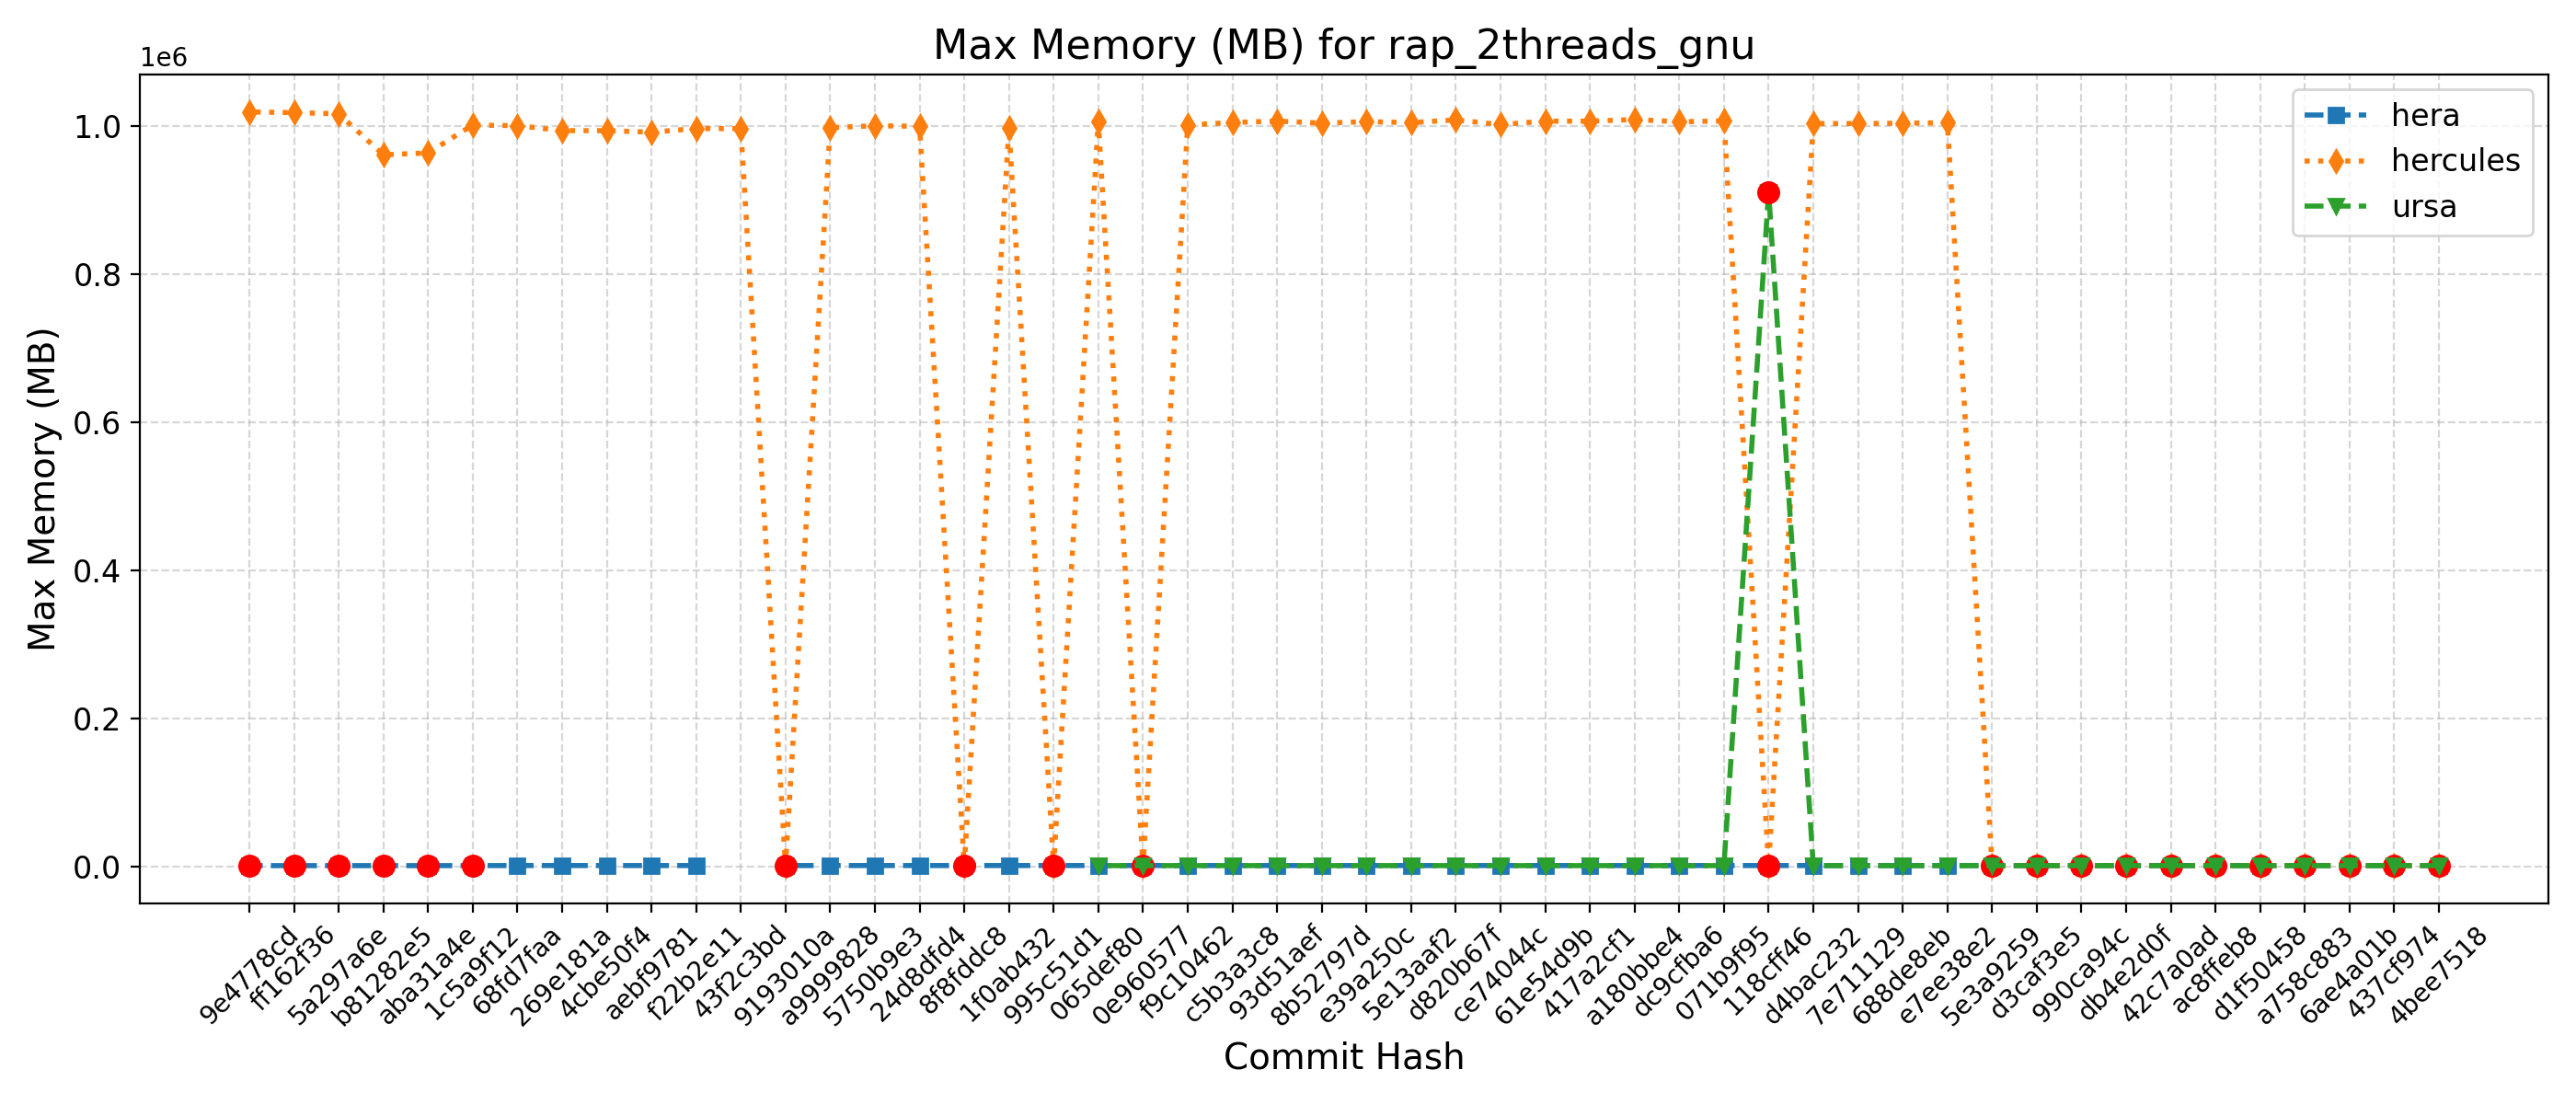 Max Memory (MB) for rap_2threads_gnu
1e6
1.0
0.8
0.6
0.4
0.2
0.0
Max Memory (MB)
hera
hercules
ursa
9e4778cd
ff162f36
5a297a6e
b81282e5
aba31a4e
1c5a9f12
68fd7faa
269e181a
4cbe50f4
aebf9781
f22b2e11
43f2c3bd
9193010a
a9999828
5750b9e3
24d8dfd4
8f8fddc8
1f0ab432
995c51d1
065def80
0e960577
f9c10462
c5b3a3c8
93d51aef
8b52797d
e39a250c
5e13aaf2
d820b67f
ce74044c
61e54d9b
417a2cf1
a180bbe4
dc9cfba6
071b9f95
118cff46
d4bac232
7e711129
688de8eb
e7ee38e2
5e3a9259
d3caf3e5
990ca94c
db4e2d0f
42c7a0ad
ac8ffeb8
d1f50458
a758c883
6ae4a01b
437cf974
4bee7518
Commit Hash